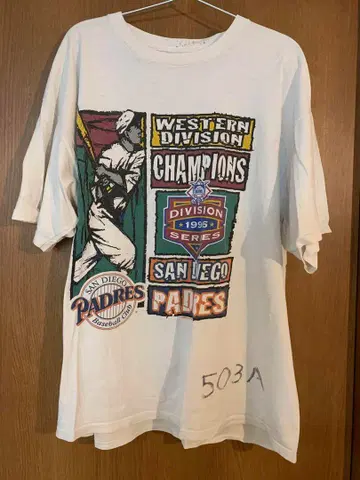 WESTERN
DIVISION
CHAMPIONS
DIVISION
1996
SERIES
SAN DIEGO
PADRES
SAN DIEGO
PADRES
Baseball Club
503A